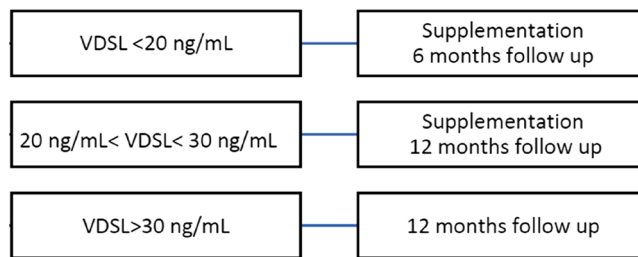 VDSL <20 ng/mL
Supplementation
6 months follow up
20 ng/mL< VDSL< 30 ng/mL
Supplementation
12 months follow up
VDSL>30 ng/mL
12 months follow up